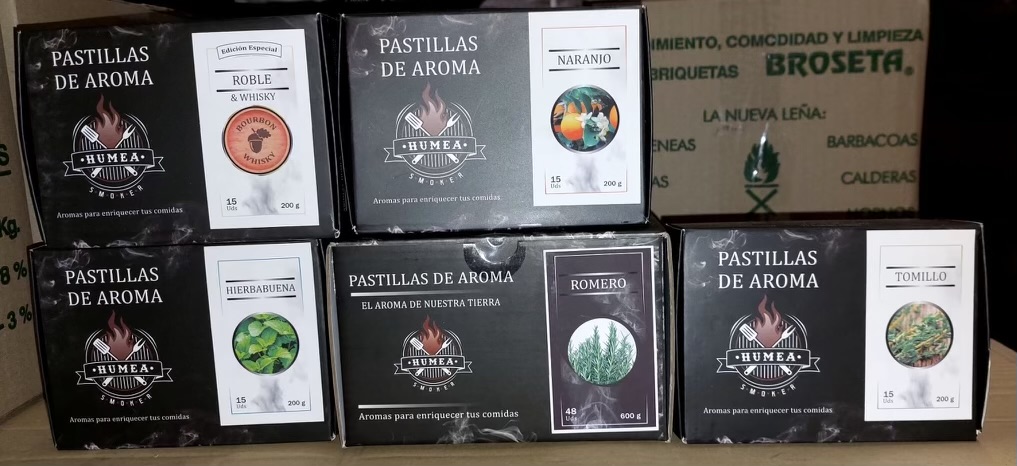 PASTILLAS
DE AROMA
HUMEA
SMOKER
Aromas para enriquecer tus comidas
Edición Especial
ROBLE
& WHISKY
BOURBON
WHISKY
15
Uds
200 g
PASTILLAS
DE AROMA
HUMEA
SMOKER
Aromas para enriquecer tus comidas
NARANJO
15
Uds
200 g
MIENTO, COMCDIDAD Y LIMPIEZA
BRIQUETAS BROSETA®
LA NUEVA LEÑA:
BARBACOAS
CALDERAS
Kg.
8 %
3 %
PASTILLAS
DE AROMA
HUMEA
SMOKER
Aromas para enriquecer tus comidas
HIERBABUENA
15
Uds
200 g
PASTILLAS DE AROMA
EL AROMA DE NUESTRA TIERRA
HUMEA
SMOKER
Aromas para enriquecer tus comidas
ROMERO
48
Uds
600 g
PASTILLAS
DE AROMA
HUMEA
SMOKER
Aromas para enriquecer tus comidas
TOMILLO
15
Uds
200 g